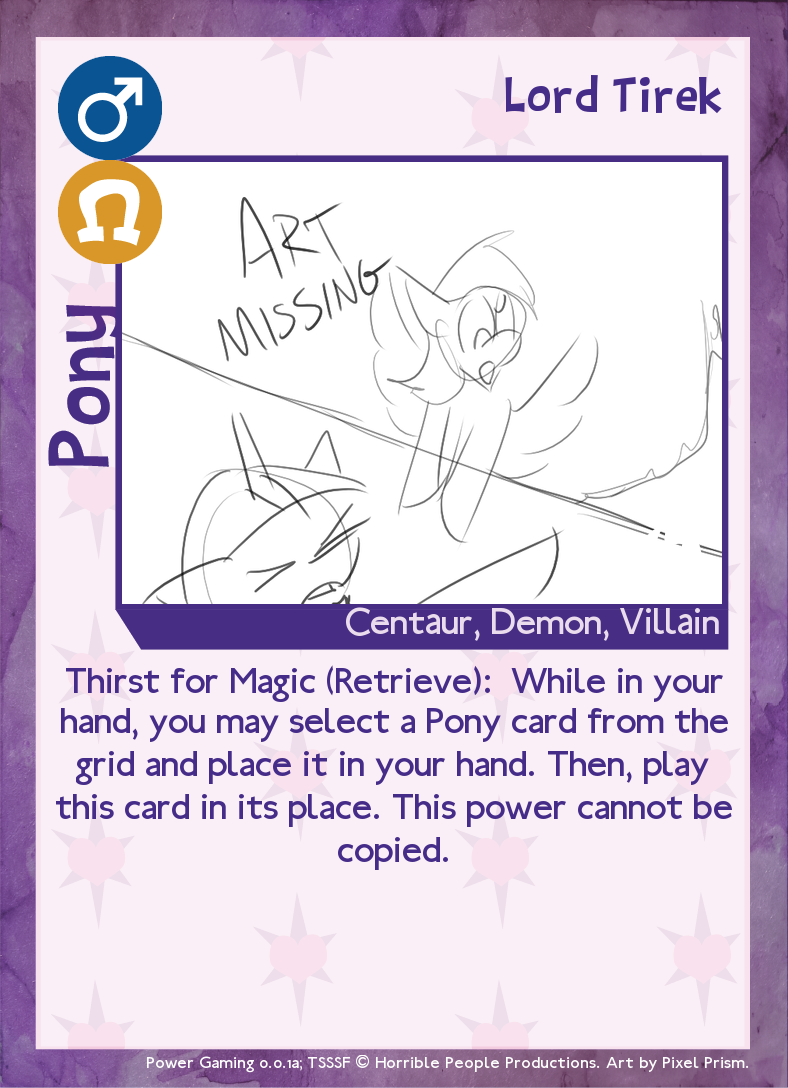 Lord Tirek
ART
MISSING
Pony
Centaur, Demon, Villain
Thirst for Magic (Retrieve):  While in your
hand, you may select a Pony card from the
grid and place it in your hand. Then, play
this card in its place. This power cannot be
copied.
Power Gaming 0.0.1a; TSSSF © Horrible People Productions. Art by Pixel Prism.